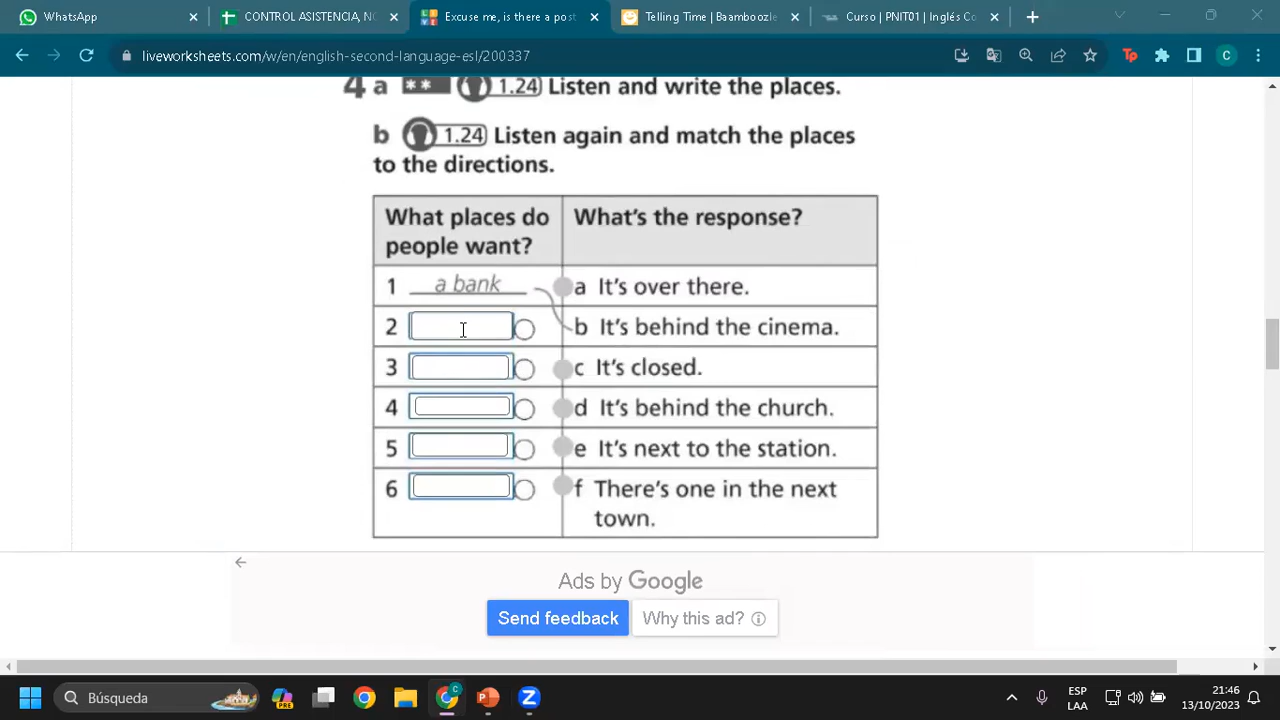 WhatsApp
CONTROL ASISTENCIA, NO
Excuse me, is there a post
Telling Time | Baamboozle
Curso | PNIT01 | Inglés Co
liveworksheets.com/w/en/english-second-language-esl/200337
4 a ** 1.24 Listen and write the places.
b 1.24 Listen again and match the places
to the directions.
What places do
people want?
What's the response?
1 a bank
a It's over there.
2
b It's behind the cinema.
3
c It's closed.
4
d It's behind the church.
5
e It's next to the station.
6
f There's one in the next
town.
Ads by Google
Send feedback
Why this ad?
Búsqueda
PRE
ESP
LAA
21:46
13/10/2023